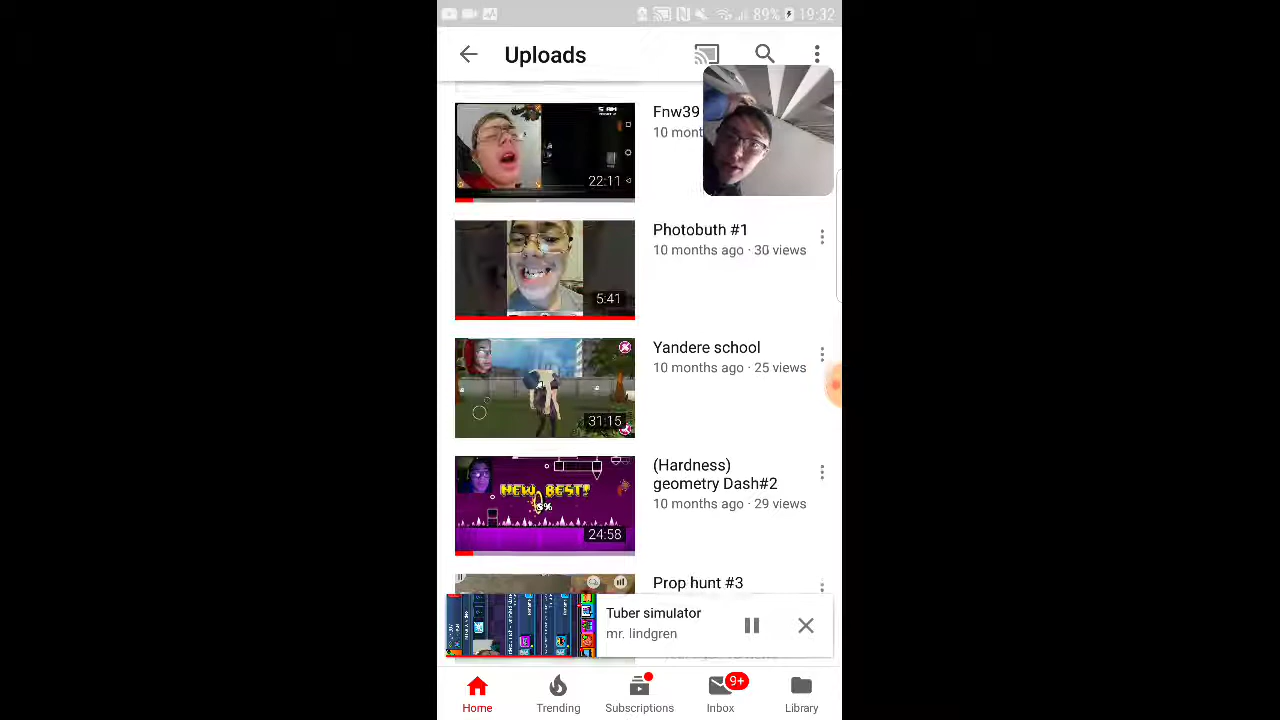 89% 19:32
Uploads
5 AM
Fnw39
10 mont
22:11
Photobuth #1
10 months ago · 30 views
5:41
Yandere school
10 months ago · 25 views
31:15
(Hardness)
geometry Dash#2
10 months ago · 29 views
NEW BEST!
24:58
Prop hunt #3
Tuber simulator
mr. lindgren
9+
Home Trending Subscriptions Inbox Library